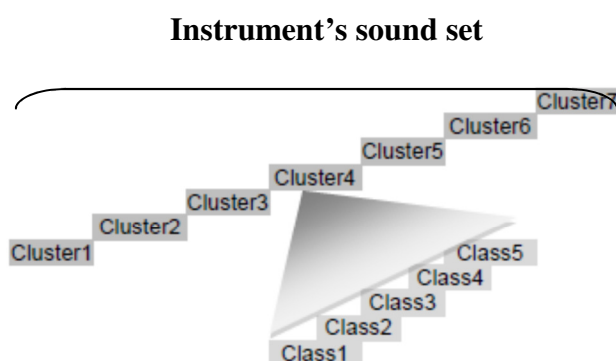 Instrument's sound set
Cluster7
Cluster6
Cluster5
Cluster4
Cluster3
Cluster2
Cluster1
Class5
Class4
Class3
Class2
Class1